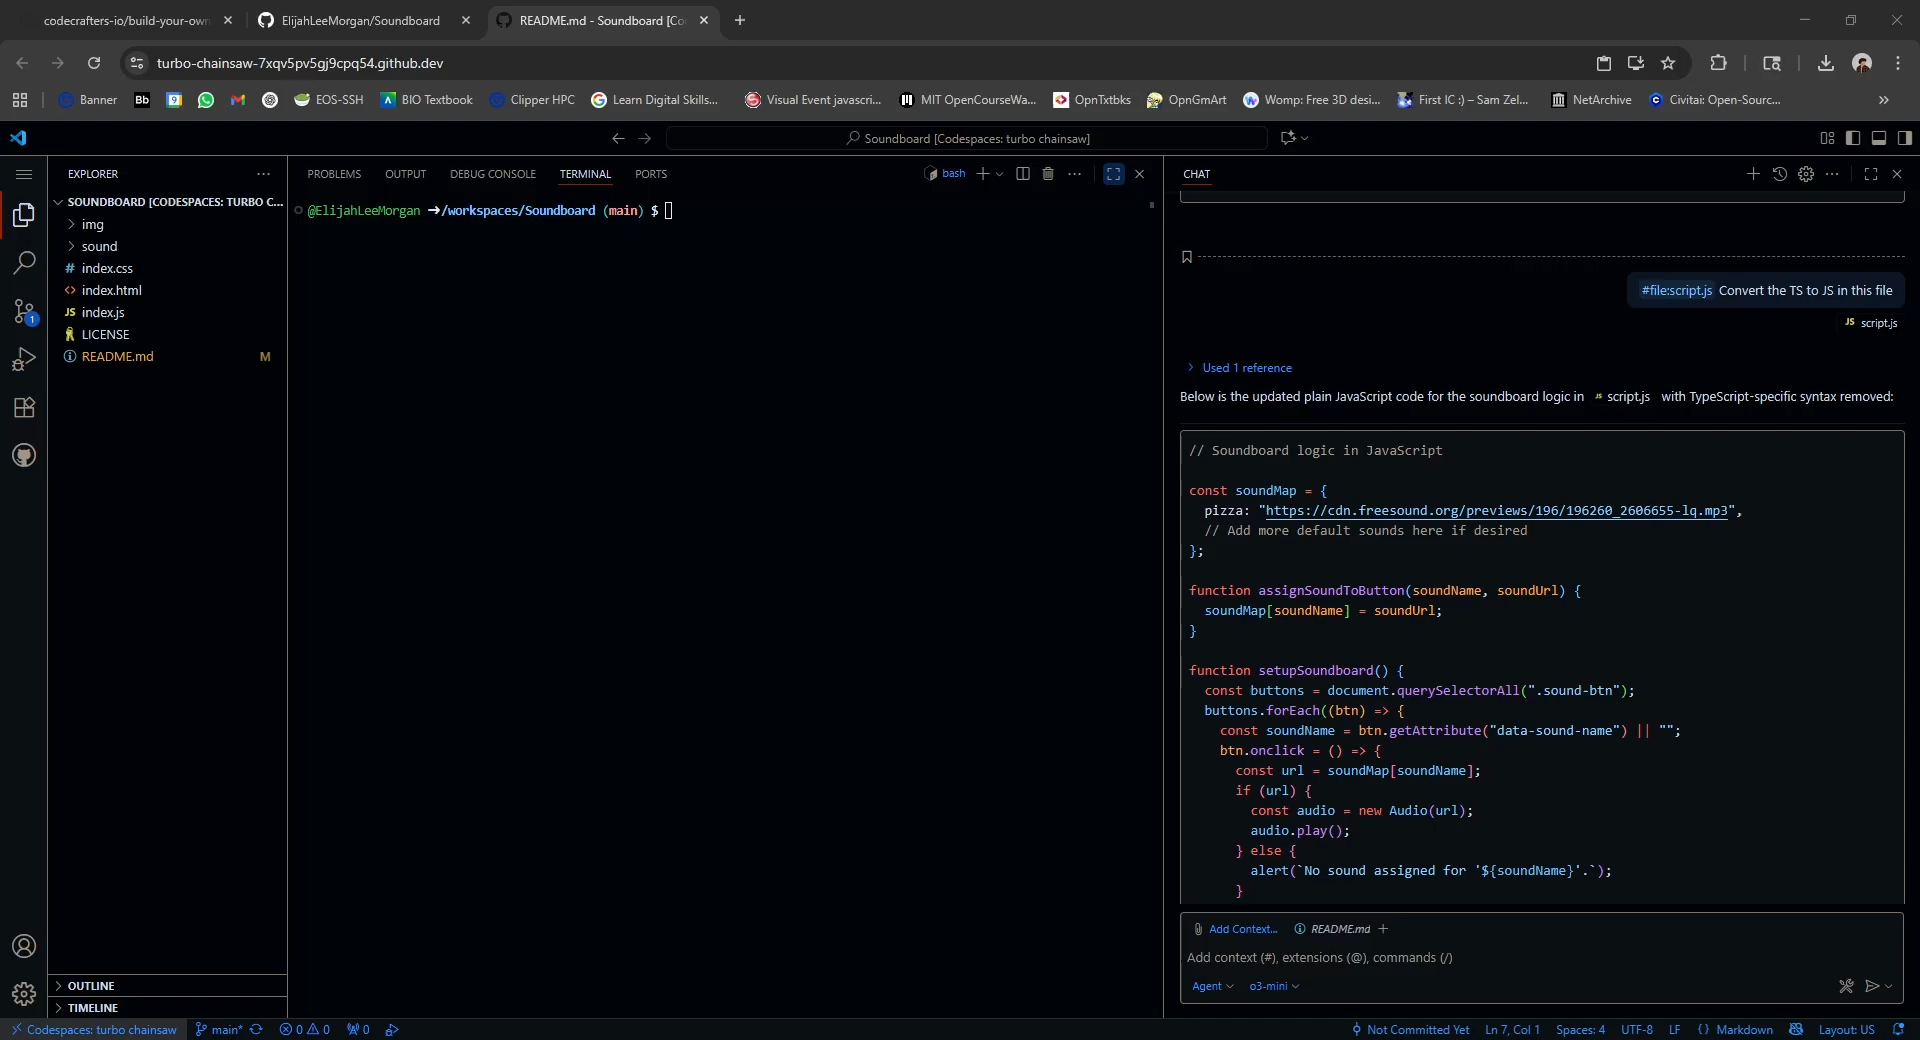 codecrafters-io/build-your-own
ElijahLeeMorgan/Soundboard
README.md - Soundboard [Co
turbo-chainsaw-7xqv5pv5gj9cpq54.github.dev
Banner
Bb
EOS-SSH
BIO Textbook
Clipper HPC
Learn Digital Skills...
Visual Event javascri...
MIT OpenCourseWa...
OpnTxtbks
OpnGmArt
Womp: Free 3D desi...
First IC :) – Sam Zel...
NetArchive
Civitai: Open-Sourc...
Soundboard [Codespaces: turbo chainsaw]
EXPLORER
SOUNDBOARD [CODESPACES: TURBO C...
img
sound
# index.css
<> index.html
JS index.js
LICENSE
README.md M
1
OUTLINE
TIMELINE
PROBLEMS OUTPUT DEBUG CONSOLE TERMINAL PORTS
bash
@ElijahLeeMorgan ➜/workspaces/Soundboard (main) $
CHAT
#file:script.js Convert the TS to JS in this file
JS script.js
Used 1 reference
Below is the updated plain JavaScript code for the soundboard logic in JS script.js with TypeScript-specific syntax removed:
// Soundboard logic in JavaScript
const soundMap = {
pizza: "https://cdn.freesound.org/previews/196/196260_2606655-lq.mp3",
// Add more default sounds here if desired
};
function assignSoundToButton(soundName, soundUrl) {
soundMap[soundName] = soundUrl;
}
function setupSoundboard() {
const buttons = document.querySelectorAll(".sound-btn");
buttons.forEach((btn) => {
const soundName = btn.getAttribute("data-sound-name") || "";
btn.onclick = () => {
const url = soundMap[soundName];
if (url) {
const audio = new Audio(url);
audio.play();
} else {
alert(`No sound assigned for '${soundName}'.`);
}
Add Context...
README.md
Add context (#), extensions (@), commands (/)
Agent
o3-mini
Codespaces: turbo chainsaw
main*
0 0
0
Not Committed Yet
Ln 7, Col 1
Spaces: 4
UTF-8
LF
{ } Markdown
Layout: US